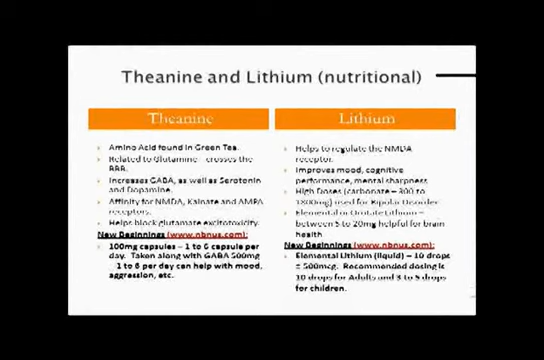 Theanine and Lithium (nutritional)
Theanine
Amino Acid found in Green Tea.
Related to Glutamine – crosses the
BBB.
Increases GABA, as well as Serotonin
and Dopamine.
Affinity for NMDA, Kainate and AMPA
receptors.
Helps block glutamate excitotoxicity.
New Beginnings (www.nbnus.com):
100mg capsules – 1 to 6 capsule per
day. Taken along with GABA 500mg
– 1 to 6 per day can help with mood,
aggression, etc.
Lithium
Helps to regulate the NMDA
receptor.
Improves mood, cognitive
performance, mental sharpness
High Doses (carbonate – 300 to
1800mg) used for Bipolar Disorder
Elemental or Orotate Lithium –
between 5 to 20mg helpful for brain
health
New Beginnings (www.nbnus.com):
Elemental Lithium (liquid) – 10 drops
= 500mcg. Recommended dosing is
10 drops for Adults and 3 to 5 drops
for children.